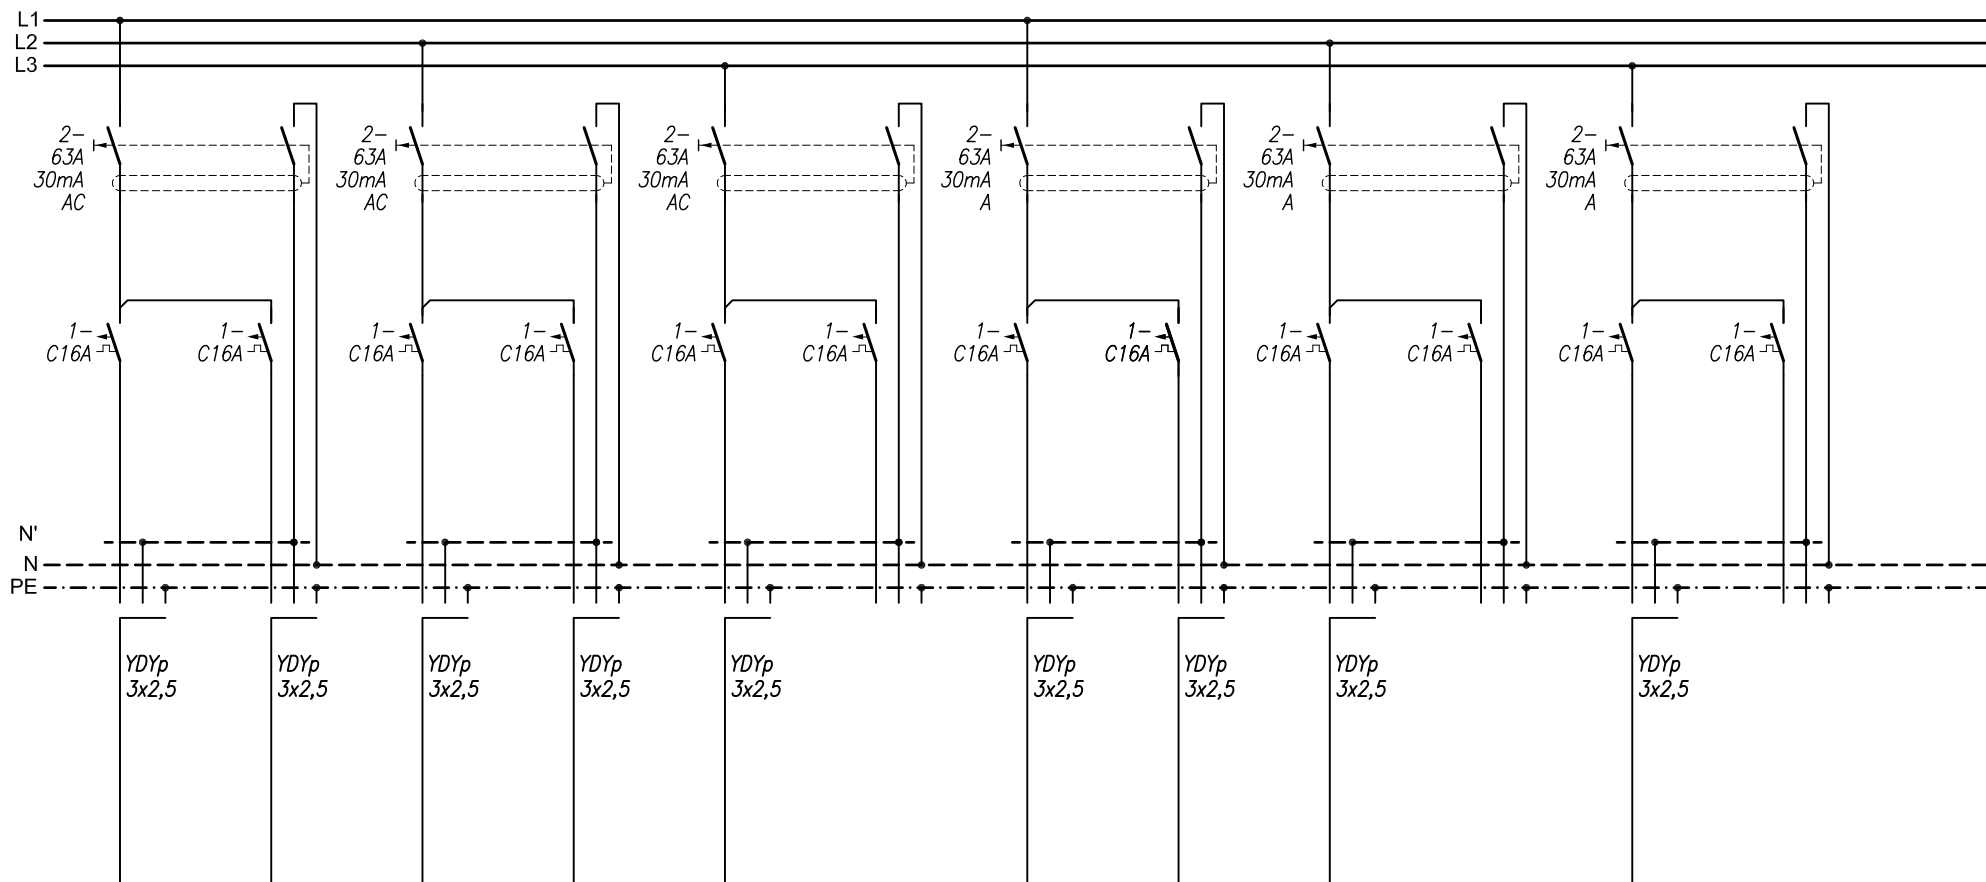 L1
L2
L3
2-
63A
30mA
AC
2-
63A
30mA
AC
2-
63A
30mA
AC
2-
63A
30mA
A
2-
63A
30mA
A
2-
63A
30mA
A
1-
C16A
1-
C16A
1-
C16A
1-
C16A
1-
C16A
1-
C16A
1-
C16A
1-
C16A
1-
C16A
1-
C16A
1-
C16A
1-
C16A
N'
N
PE
YDYp
3x2,5
YDYp
3x2,5
YDYp
3x2,5
YDYp
3x2,5
YDYp
3x2,5
YDYp
3x2,5
YDYp
3x2,5
YDYp
3x2,5
YDYp
3x2,5